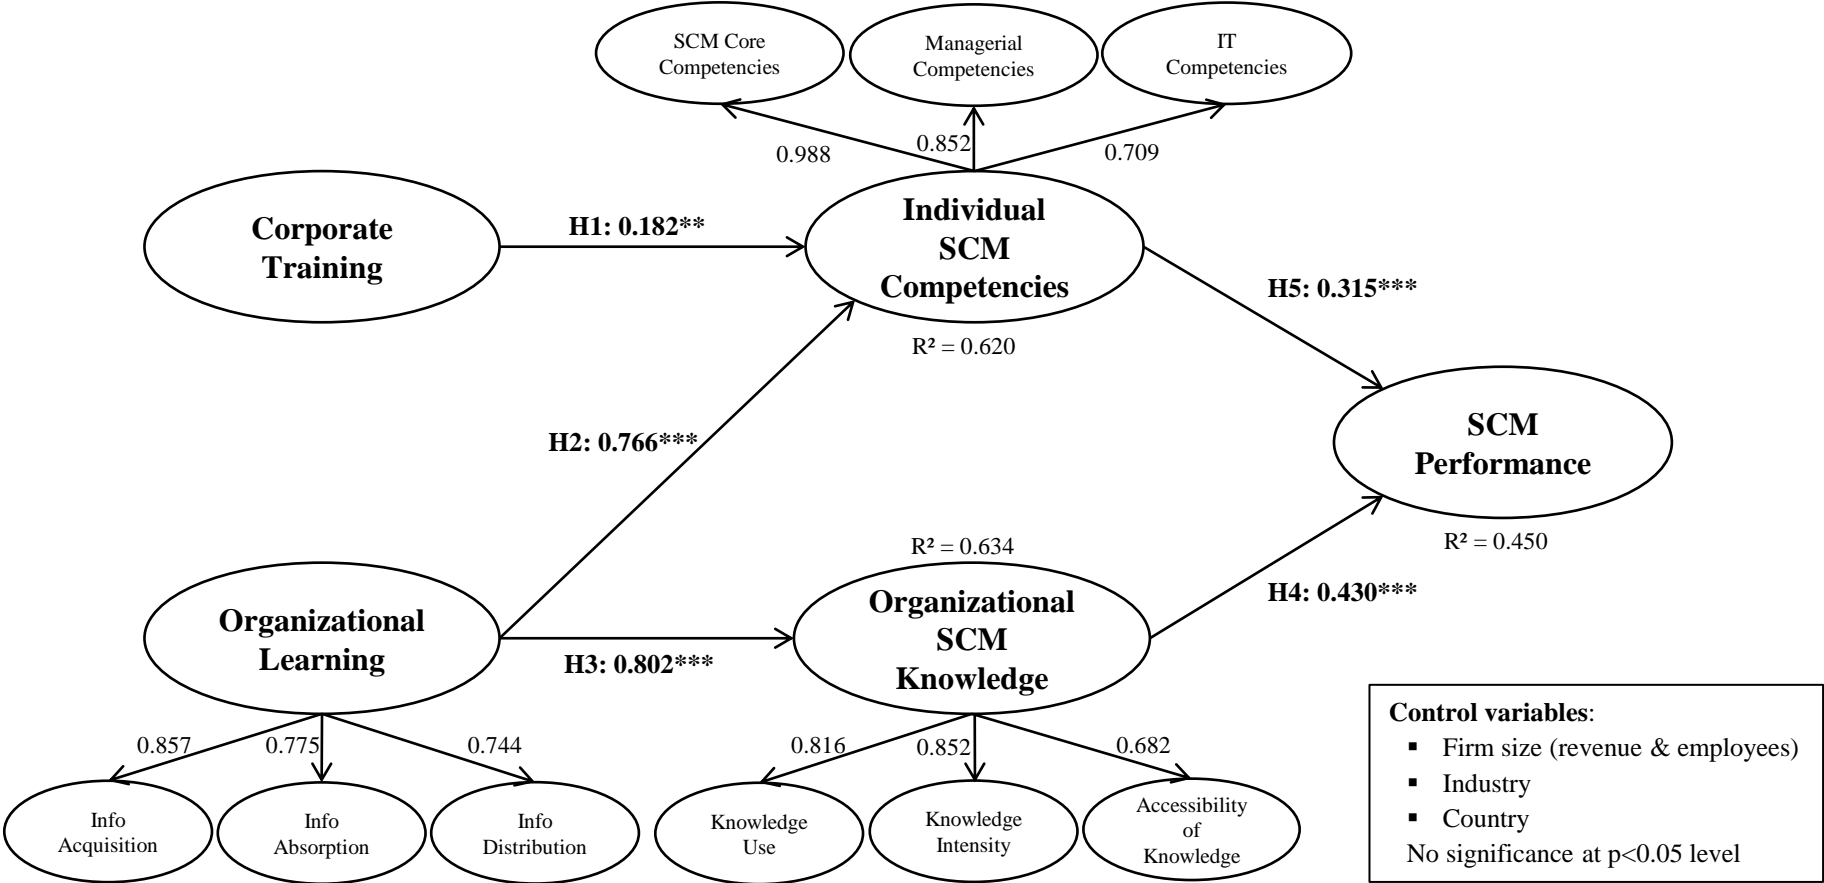 SCM Core
Competencies
Managerial
Competencies
IT
Competencies
0.988
0.852
0.709
Corporate
Training
H1: 0.182**
Individual
SCM
Competencies
R² = 0.620
H5: 0.315***
H2: 0.766***
SCM
Performance
R² = 0.450
R² = 0.634
Organizational
Learning
H3: 0.802***
Organizational
SCM
Knowledge
H4: 0.430***
0.857
0.775
0.744
0.816
0.852
0.682
Info
Acquisition
Info
Absorption
Info
Distribution
Knowledge
Use
Knowledge
Intensity
Accessibility
of
Knowledge
Control variables:
▪ Firm size (revenue & employees)
▪ Industry
▪ Country
No significance at p<0.05 level